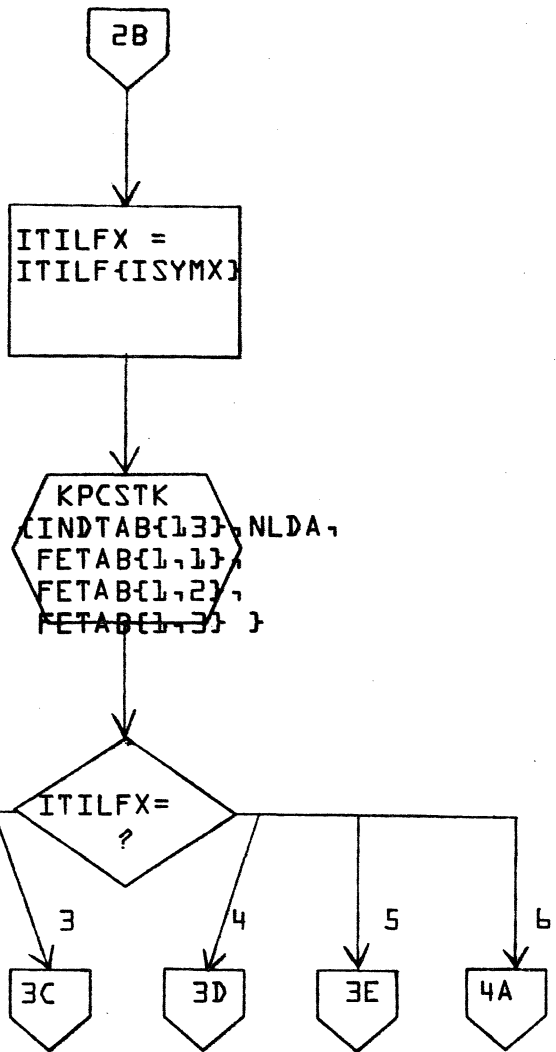 2B
ITILFX =
ITILF{ISYMX}
KPCSTK
{INDTAB{13},NLDA,
FETAB{1,1},
FETAB{1,2},
FETAB{1,3} }
ITILFX=
?
3 4 5 6
3C 3D 3E 4A